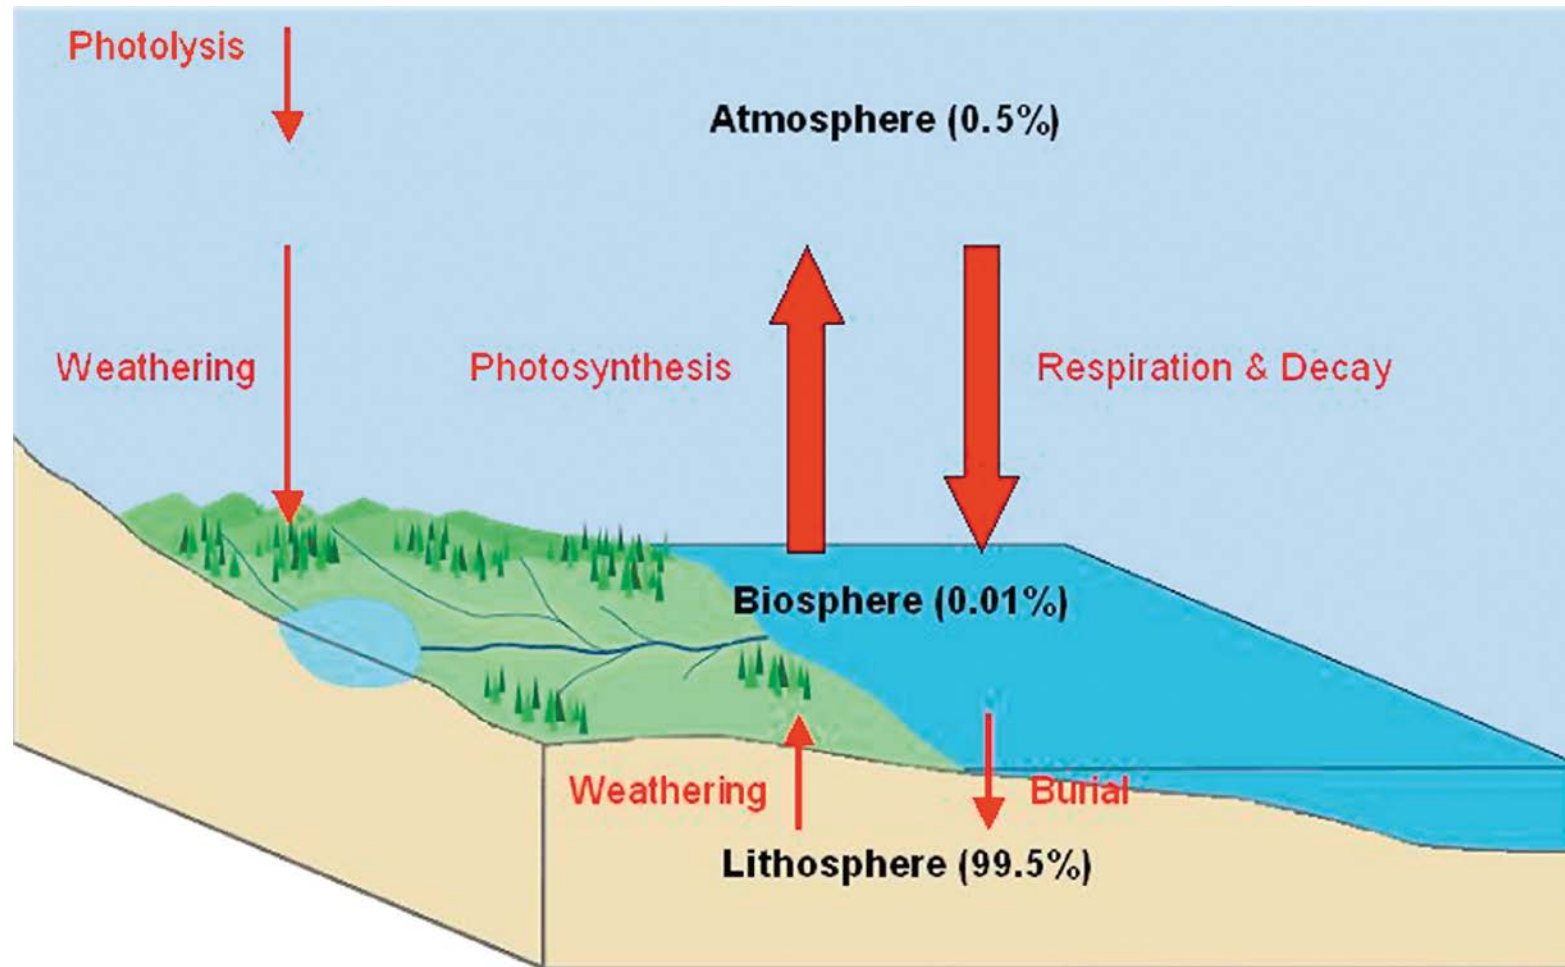 Photolysis
Atmosphere (0.5%)
Weathering
Photosynthesis
Respiration & Decay
Biosphere (0.01%)
Weathering
Burial
Lithosphere (99.5%)